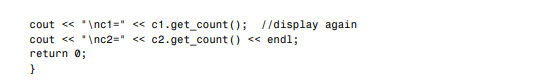 cout << "\nc1=" << c1.get_count();  //display again
cout << "\nc2=" << c2.get_count() << endl;
return 0;
}